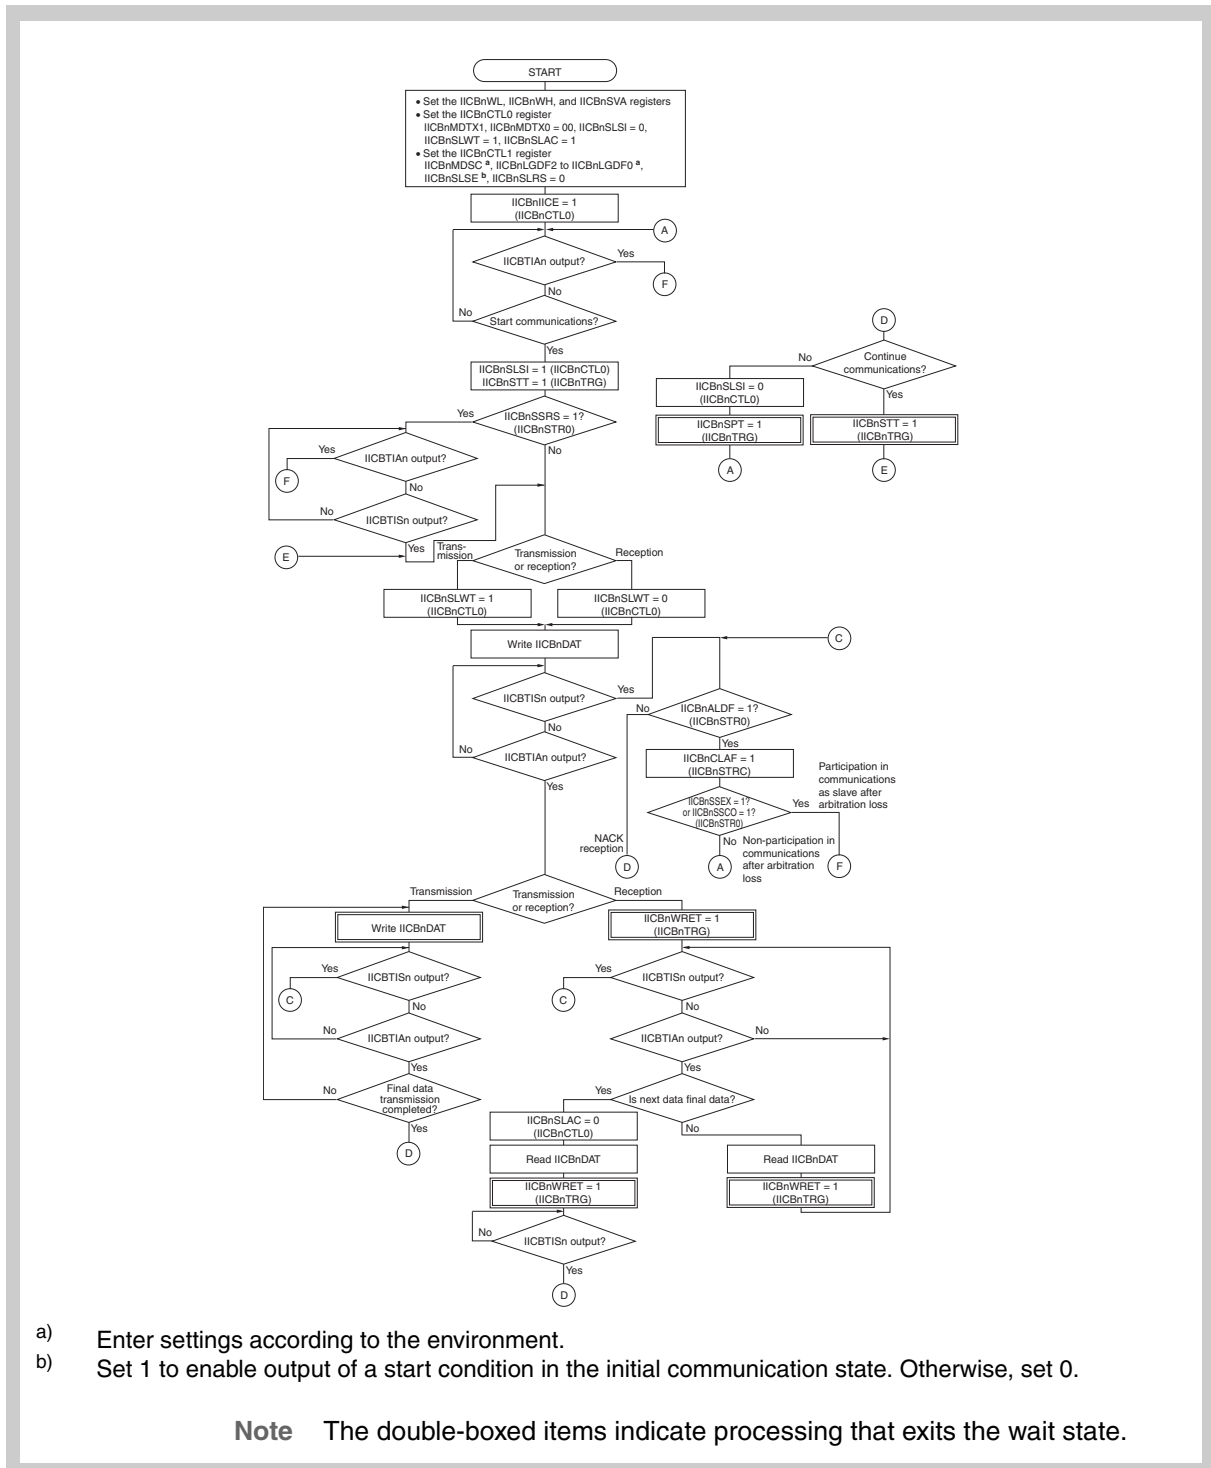 START
• Set the IICBnWL, IICBnWH, and IICBnSVA registers
• Set the IICBnCTL0 register
IICBnMDTX1, IICBnMDTX0 = 00, IICBnSLSI = 0,
IICBnSLWT = 1, IICBnSLAC = 1
• Set the IICBnCTL1 register
IICBnMDSC a, IICBnLGDF2 to IICBnLGDF0 a,
IICBnSLSE b, IICBnSLRS = 0
IICBnIICE = 1
(IICBnCTL0)
A
IICBTIAn output?
Yes
F
No
Start communications?
No
Yes
IICBnSLSI = 1 (IICBnCTL0)
IICBnSTT = 1 (IICBnTRG)
D
Continue
communications?
No
Yes
IICBnSLSI = 0
(IICBnCTL0)
IICBnSPT = 1
(IICBnTRG)
A
IICBnSTT = 1
(IICBnTRG)
E
IICBnSSRS = 1?
(IICBnSTR0)
Yes
No
IICBTIAn output?
Yes
F
No
IICBTISn output?
No
Yes
E
Trans-
mission
Transmission
or reception?
Reception
IICBnSLWT = 1
(IICBnCTL0)
IICBnSLWT = 0
(IICBnCTL0)
Write IICBnDAT
C
IICBTISn output?
Yes
No
IICBTIAn output?
No
Yes
IICBnALDF = 1?
(IICBnSTR0)
No
Yes
IICBnCLAF = 1
(IICBnSTRC)
IICBnSSEX = 1?
or IICBnSSCO = 1?
(IICBnSTR0)
Yes
Participation in
communications
as slave after
arbitration loss
No
Non-participation in
communications
after arbitration
loss
NACK
reception
D
A
F
Transmission
Transmission
or reception?
Reception
Write IICBnDAT
IICBTISn output?
Yes
C
No
IICBTIAn output?
No
Yes
Final data
transmission
completed?
No
Yes
D
IICBnWRET = 1
(IICBnTRG)
IICBTISn output?
Yes
C
No
IICBTIAn output?
No
Yes
Is next data final data?
Yes
No
IICBnSLAC = 0
(IICBnCTL0)
Read IICBnDAT
IICBnWRET = 1
(IICBnTRG)
IICBTISn output?
No
Yes
D
Read IICBnDAT
IICBnWRET = 1
(IICBnTRG)
a) Enter settings according to the environment.
b) Set 1 to enable output of a start condition in the initial communication state. Otherwise, set 0.
Note The double-boxed items indicate processing that exits the wait state.